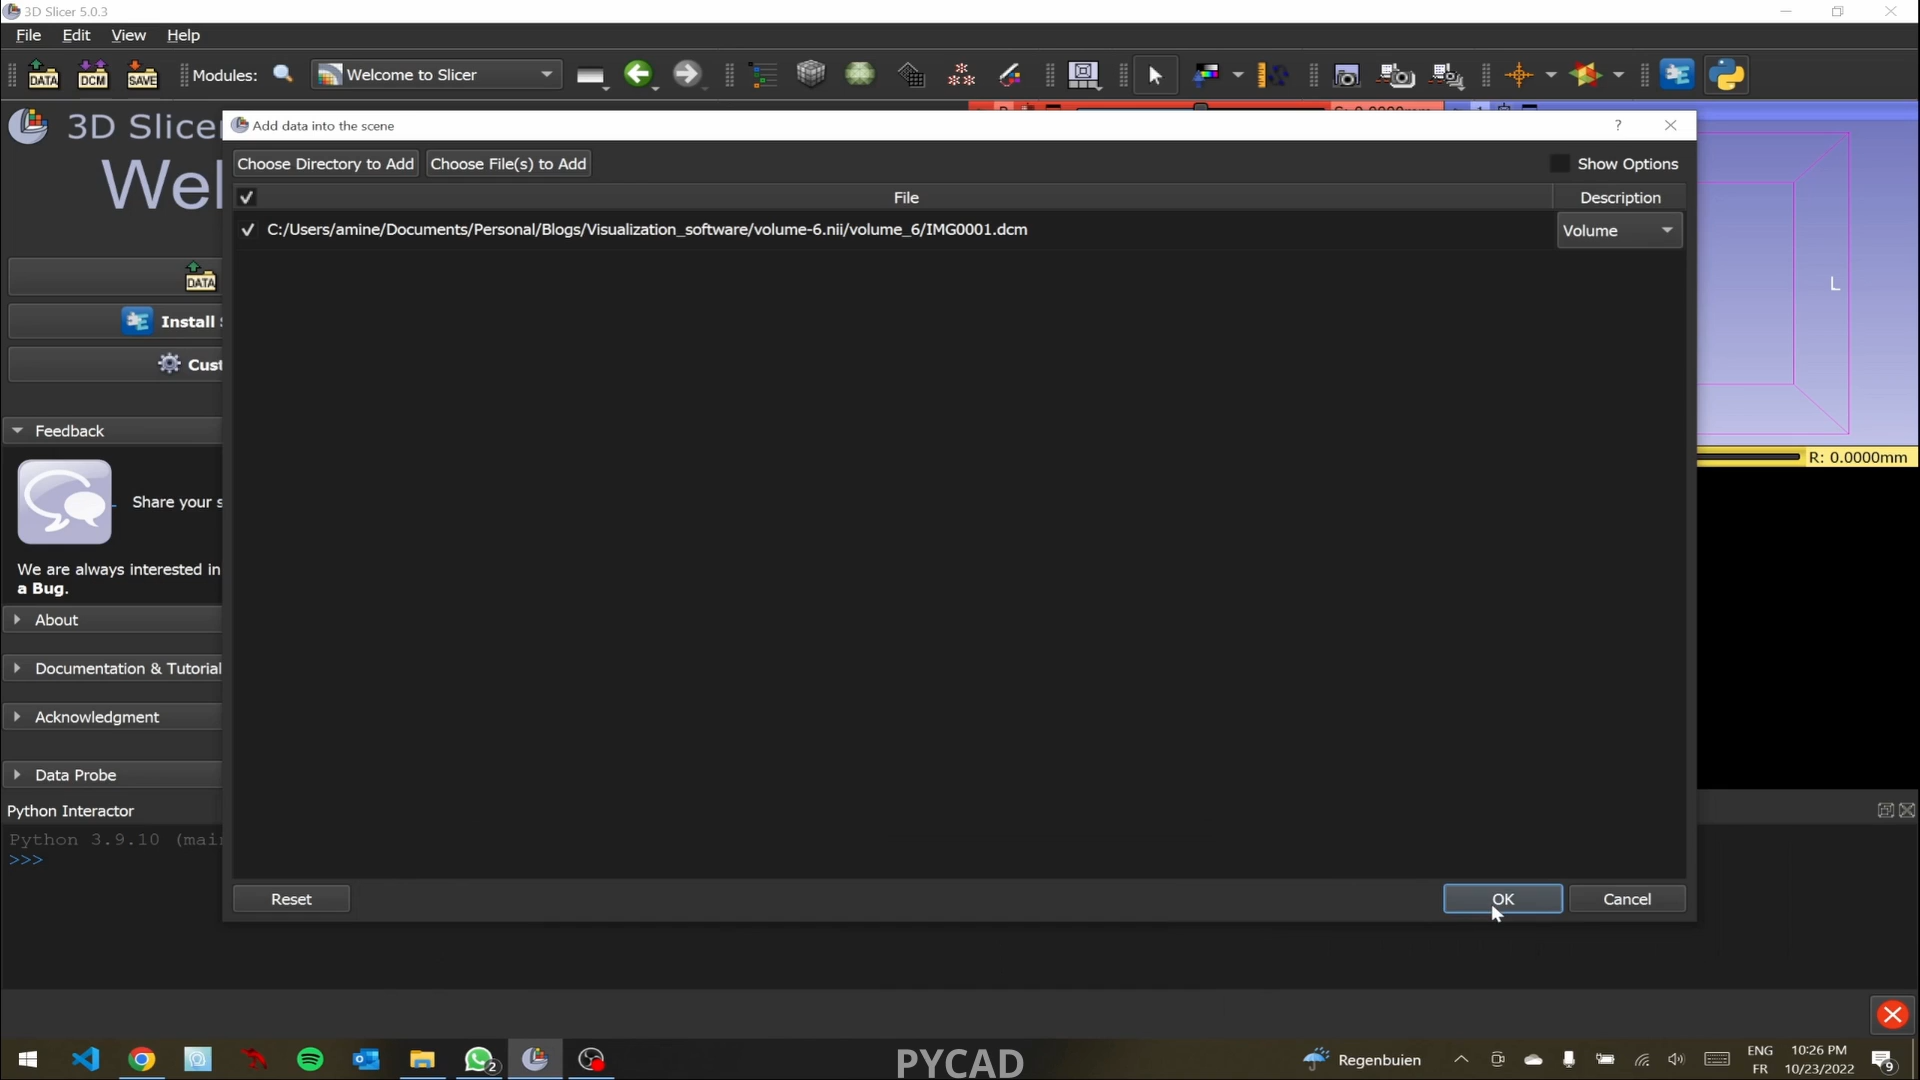 3D Slicer 5.0.3
File Edit View Help
DATA DCM SAVE Modules: Welcome to Slicer
3D Slice
Wel
Add data into the scene ?
Choose Directory to Add Choose File(s) to Add Show Options
File Description
C:/Users/amine/Documents/Personal/Blogs/Visualization_software/volume-6.nii/volume_6/IMG0001.dcm Volume
DATA
L
Install
Cust
Feedback
R: 0.0000mm
Share your s
We are always interested in
a Bug.
About
Documentation & Tutorial
Acknowledgment
Data Probe
Python Interactor
Python 3.9.10 (mai
>>>
Reset OK Cancel
2 PYCAD Regenbuien ENG 10:26 PM
FR 10/23/2022 9